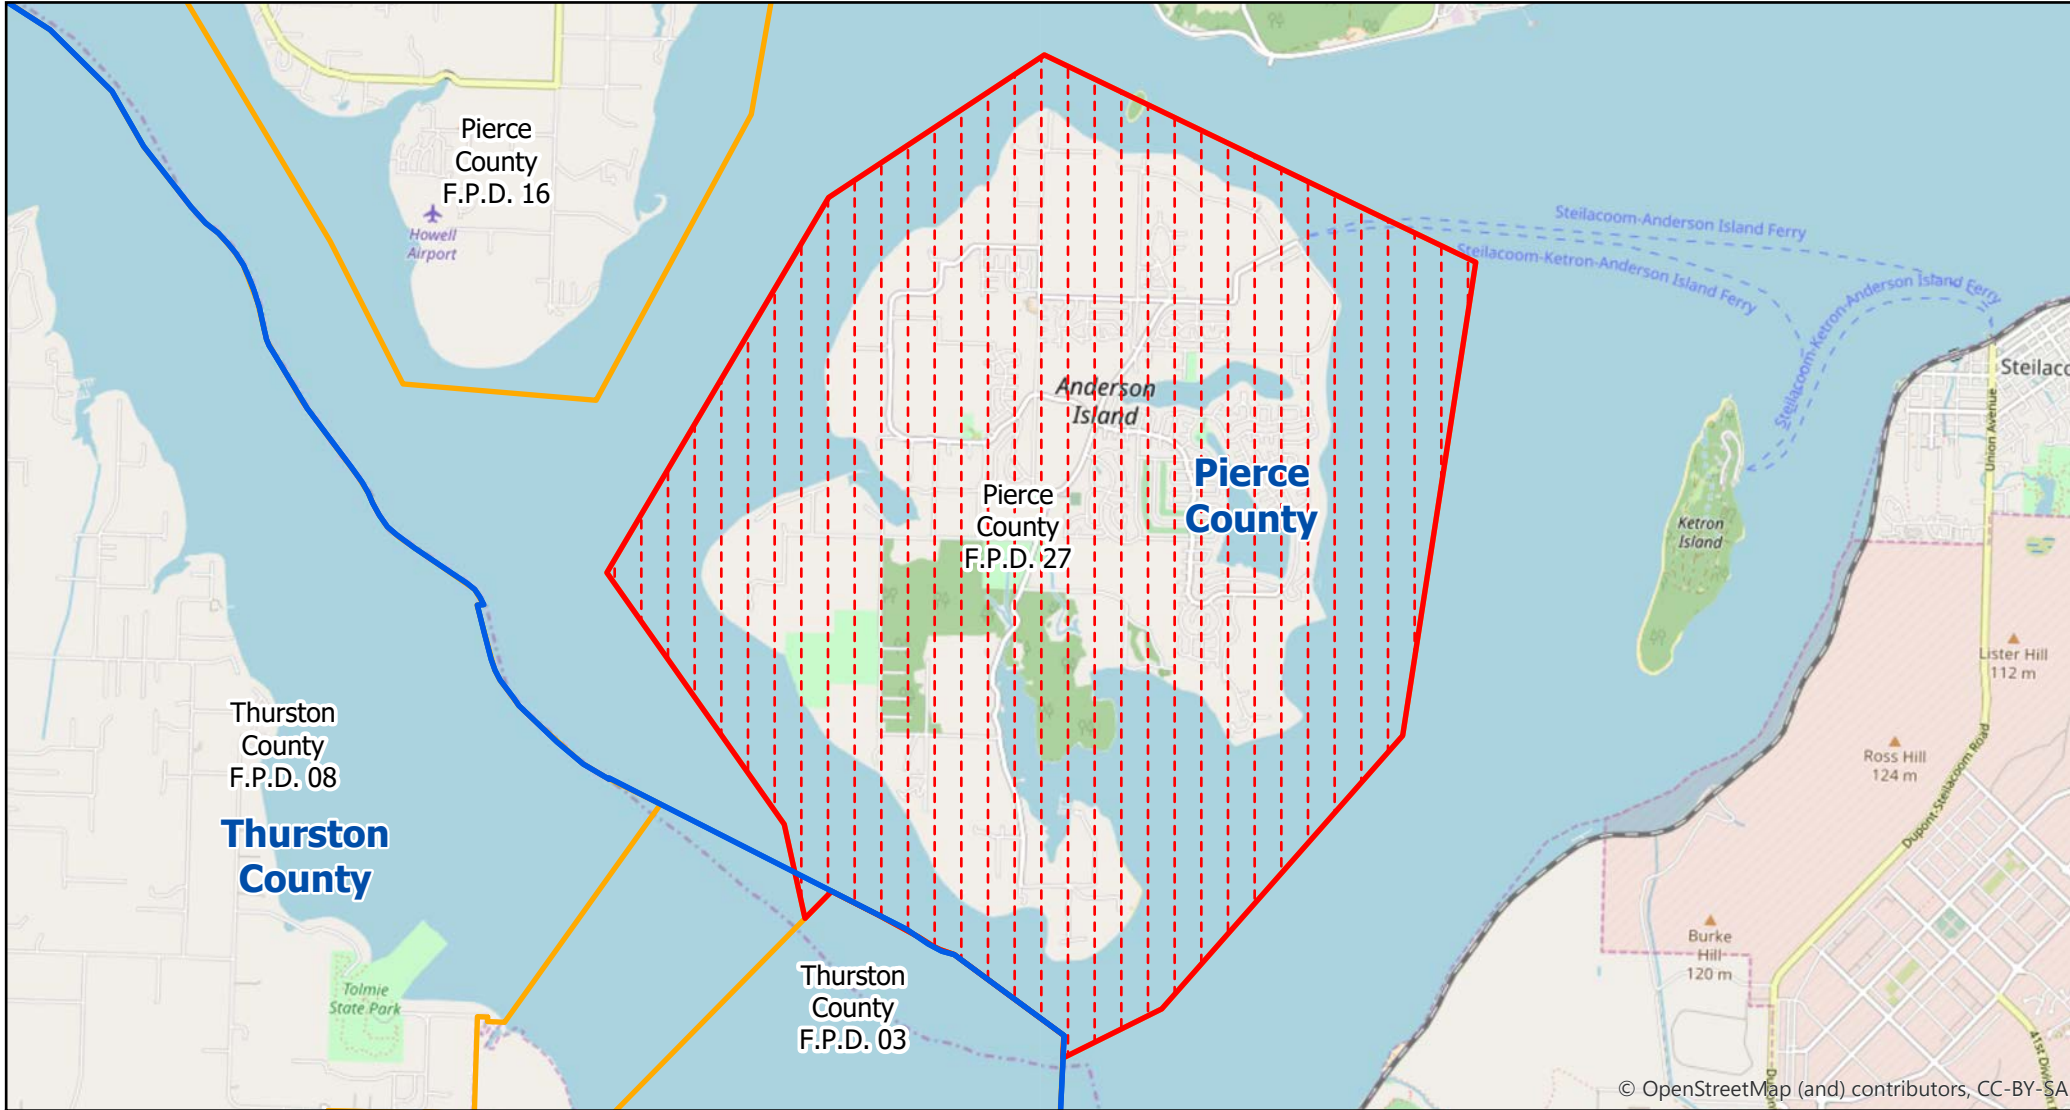 Pierce
County
F.P.D. 16
Howell
Airport
Steilacoom-Anderson Island Ferry
Steilacoom-Ketron-Anderson Island Ferry
Steilacoom-Ketron-Anderson Island Ferry
Steilaco
Union Avenue
Anderson
Island
Pierce
County
Pierce
County
F.P.D. 27
Ketron
Island
Lister Hill
112 m
Thurston
County
F.P.D. 08
Ross Hill
124 m
Dupont-Steilacoom Road
Thurston
County
Burke
Hill
120 m
Thurston
County
F.P.D. 03
Tolmie
State Park
41st Divisi
© OpenStreetMap (and) contributors, CC-BY-SA